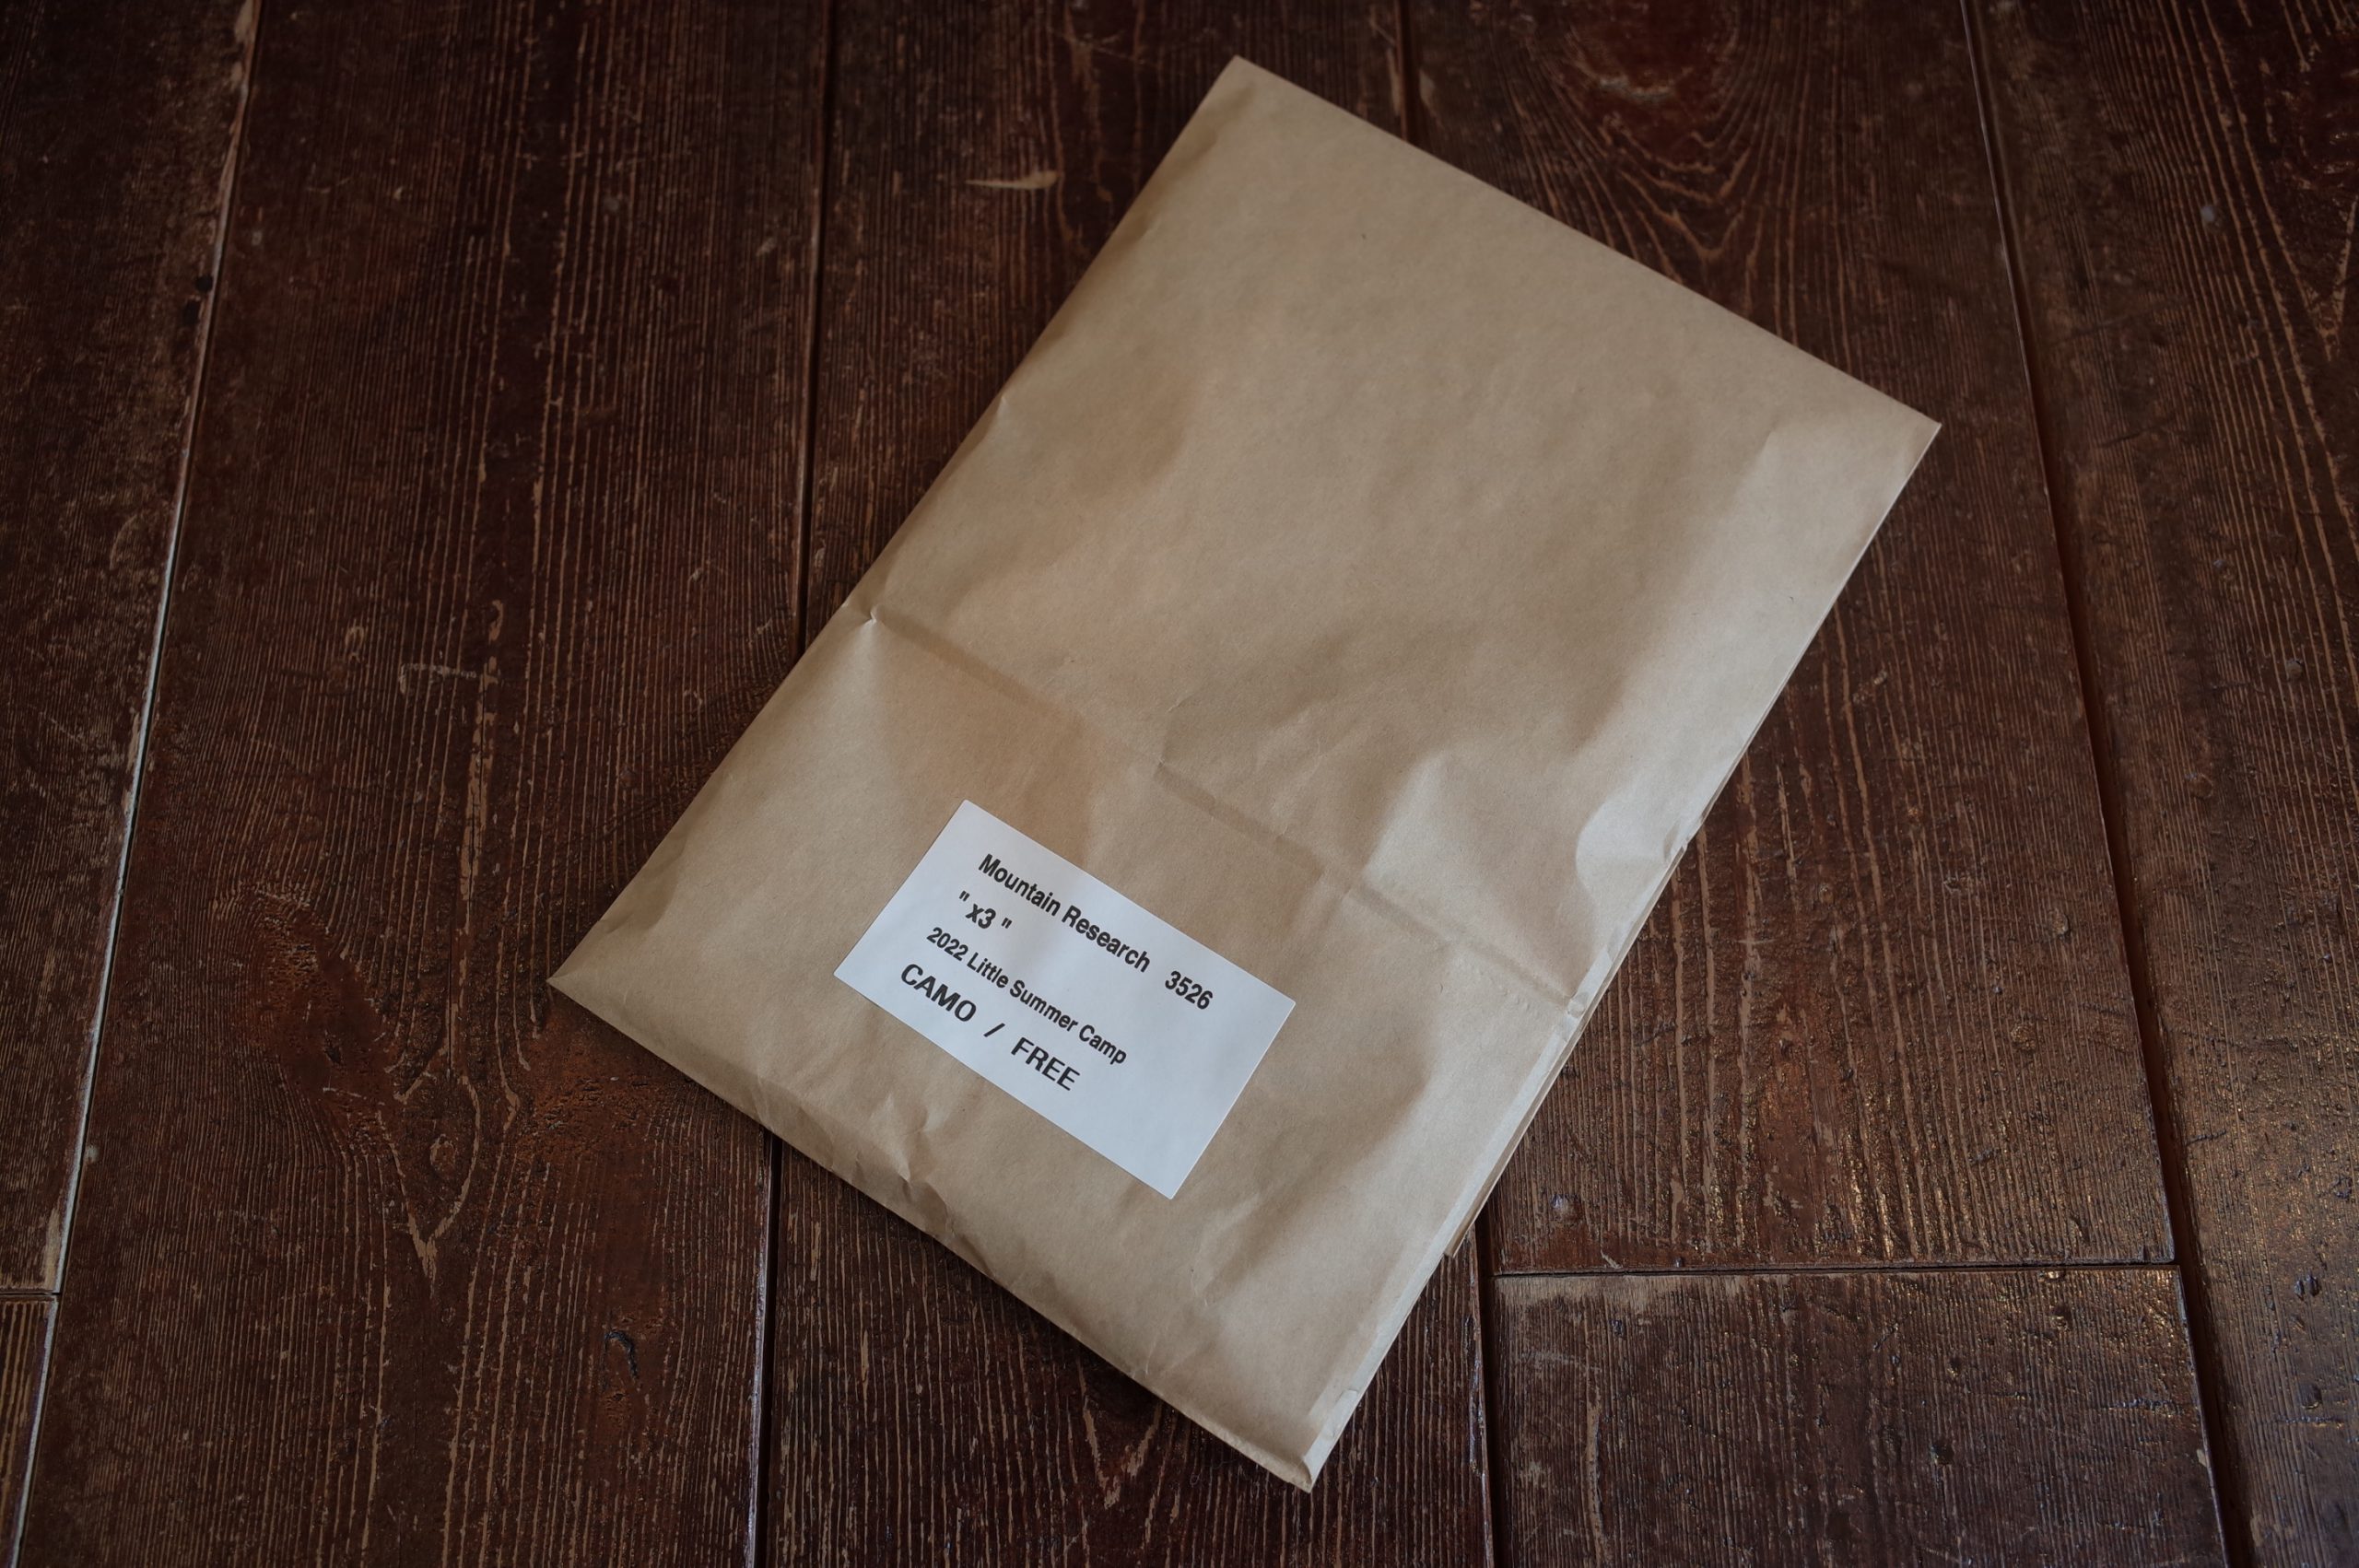 Mountain Research 3526
" x3 "
2022 Little Summer Camp
CAMO / FREE